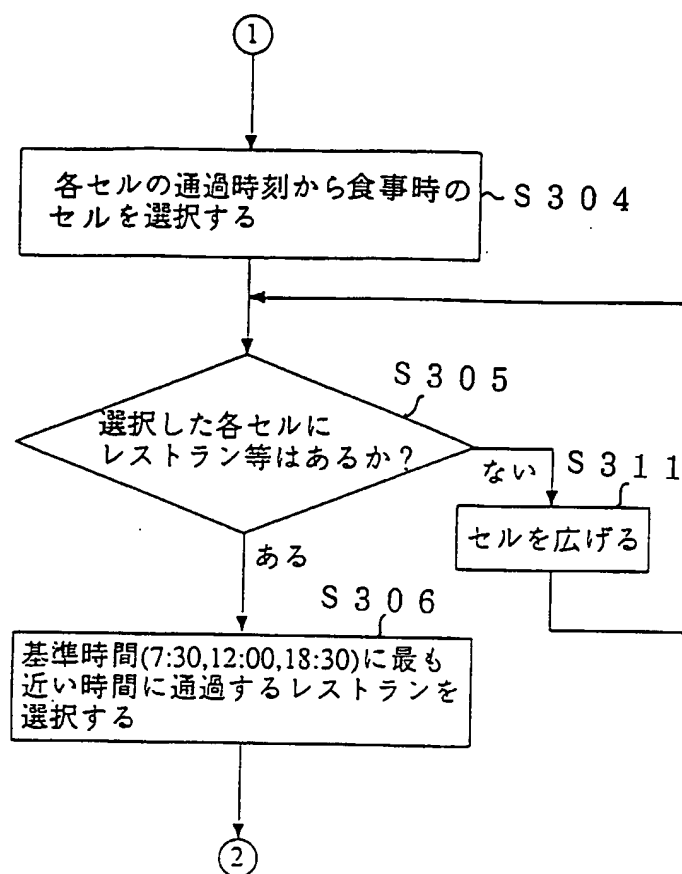 1
各セルの通過時刻から食事時の
セルを選択する
~S304
S305
選択した各セルに
レストラン等はあるか?
ない
S311
セルを広げる
ある
S306
基準時間(7:30,12:00,18:30)に最も
近い時間に通過するレストランを
選択する
2